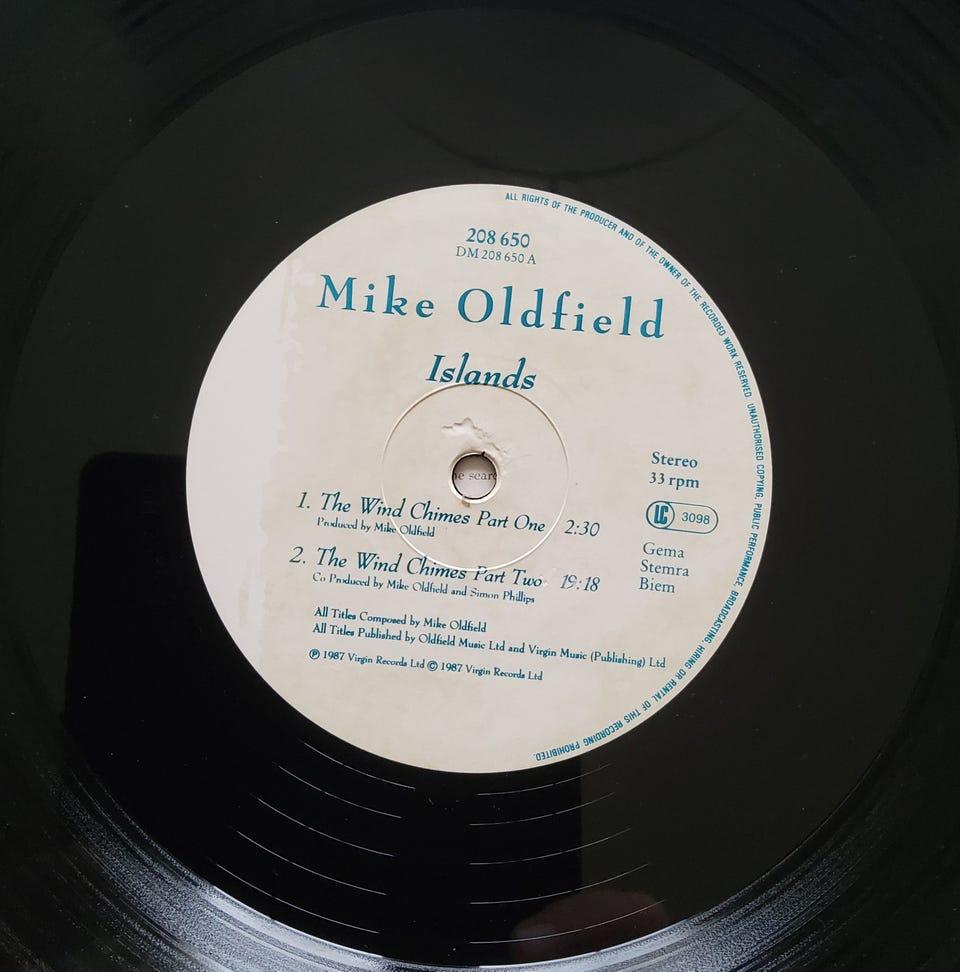 ALL RIGHTS OF THE PRODUCER AND OF THE OWNER OF THE RECORDED WORK RESERVED. UNAUTHORISED COPYING, PUBLIC PERFORMANCE, BROADCASTING, HIRING OR RENTAL OF THIS RECORDING PROHIBITED.
208 650
DM 208 650 A
Mike Oldfield
Islands
Stereo
33 rpm
LC 3098
Gema
Stemra
Biem
1. The Wind Chimes Part One 2:30
Produced by Mike Oldfield
2. The Wind Chimes Part Two 19:18
Co Produced by Mike Oldfield and Simon Phillips
All Titles Composed by Mike Oldfield
All Titles Published by Oldfield Music Ltd and Virgin Music (Publishing) Ltd
℗ 1987 Virgin Records Ltd © 1987 Virgin Records Ltd